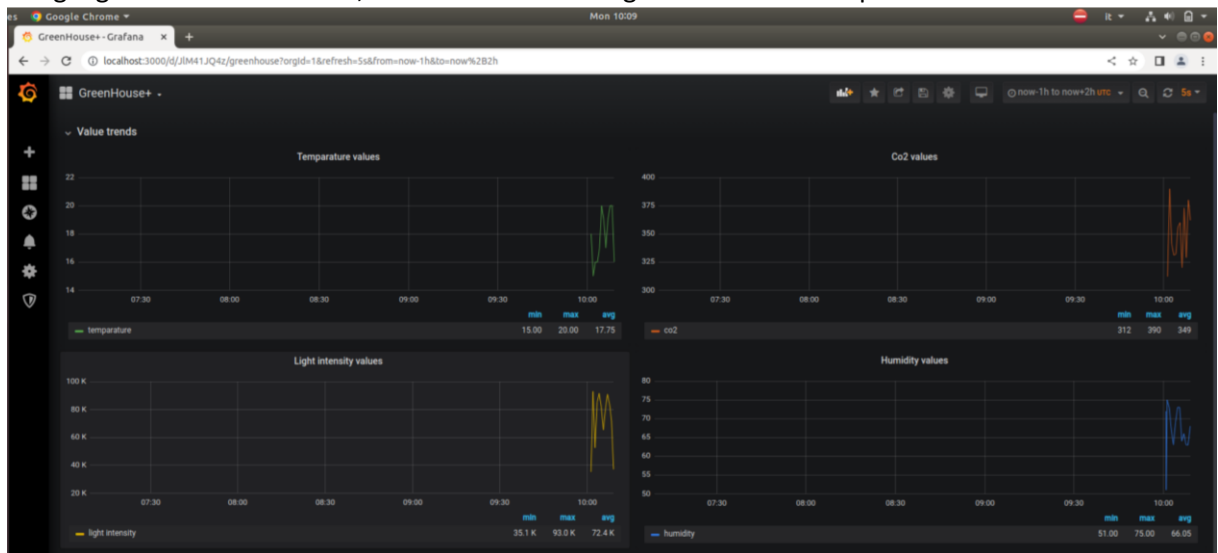 es Google Chrome Mon 10:09 it
GreenHouse+ - Grafana × +
localhost:3000/d/JlM41JQ4z/greenhouse?orgId=1&refresh=5s&from=now-1h&to=now%2B2h
GreenHouse+ now-1h to now+2h UTC 5s
Value trends
Temparature values
22
20
18
16
14
07:30 08:00 08:30 09:00 09:30 10:00
min max avg
temparature 15.00 20.00 17.75
Co2 values
400
375
350
325
300
07:30 08:00 08:30 09:00 09:30 10:00
min max avg
co2 312 390 349
Light intensity values
100 K
80 K
60 K
40 K
20 K
07:30 08:00 08:30 09:00 09:30 10:00
min max avg
light intensity 35.1 K 93.0 K 72.4 K
Humidity values
80
75
70
65
60
55
50
07:30 08:00 08:30 09:00 09:30 10:00
min max avg
humidity 51.00 75.00 66.05